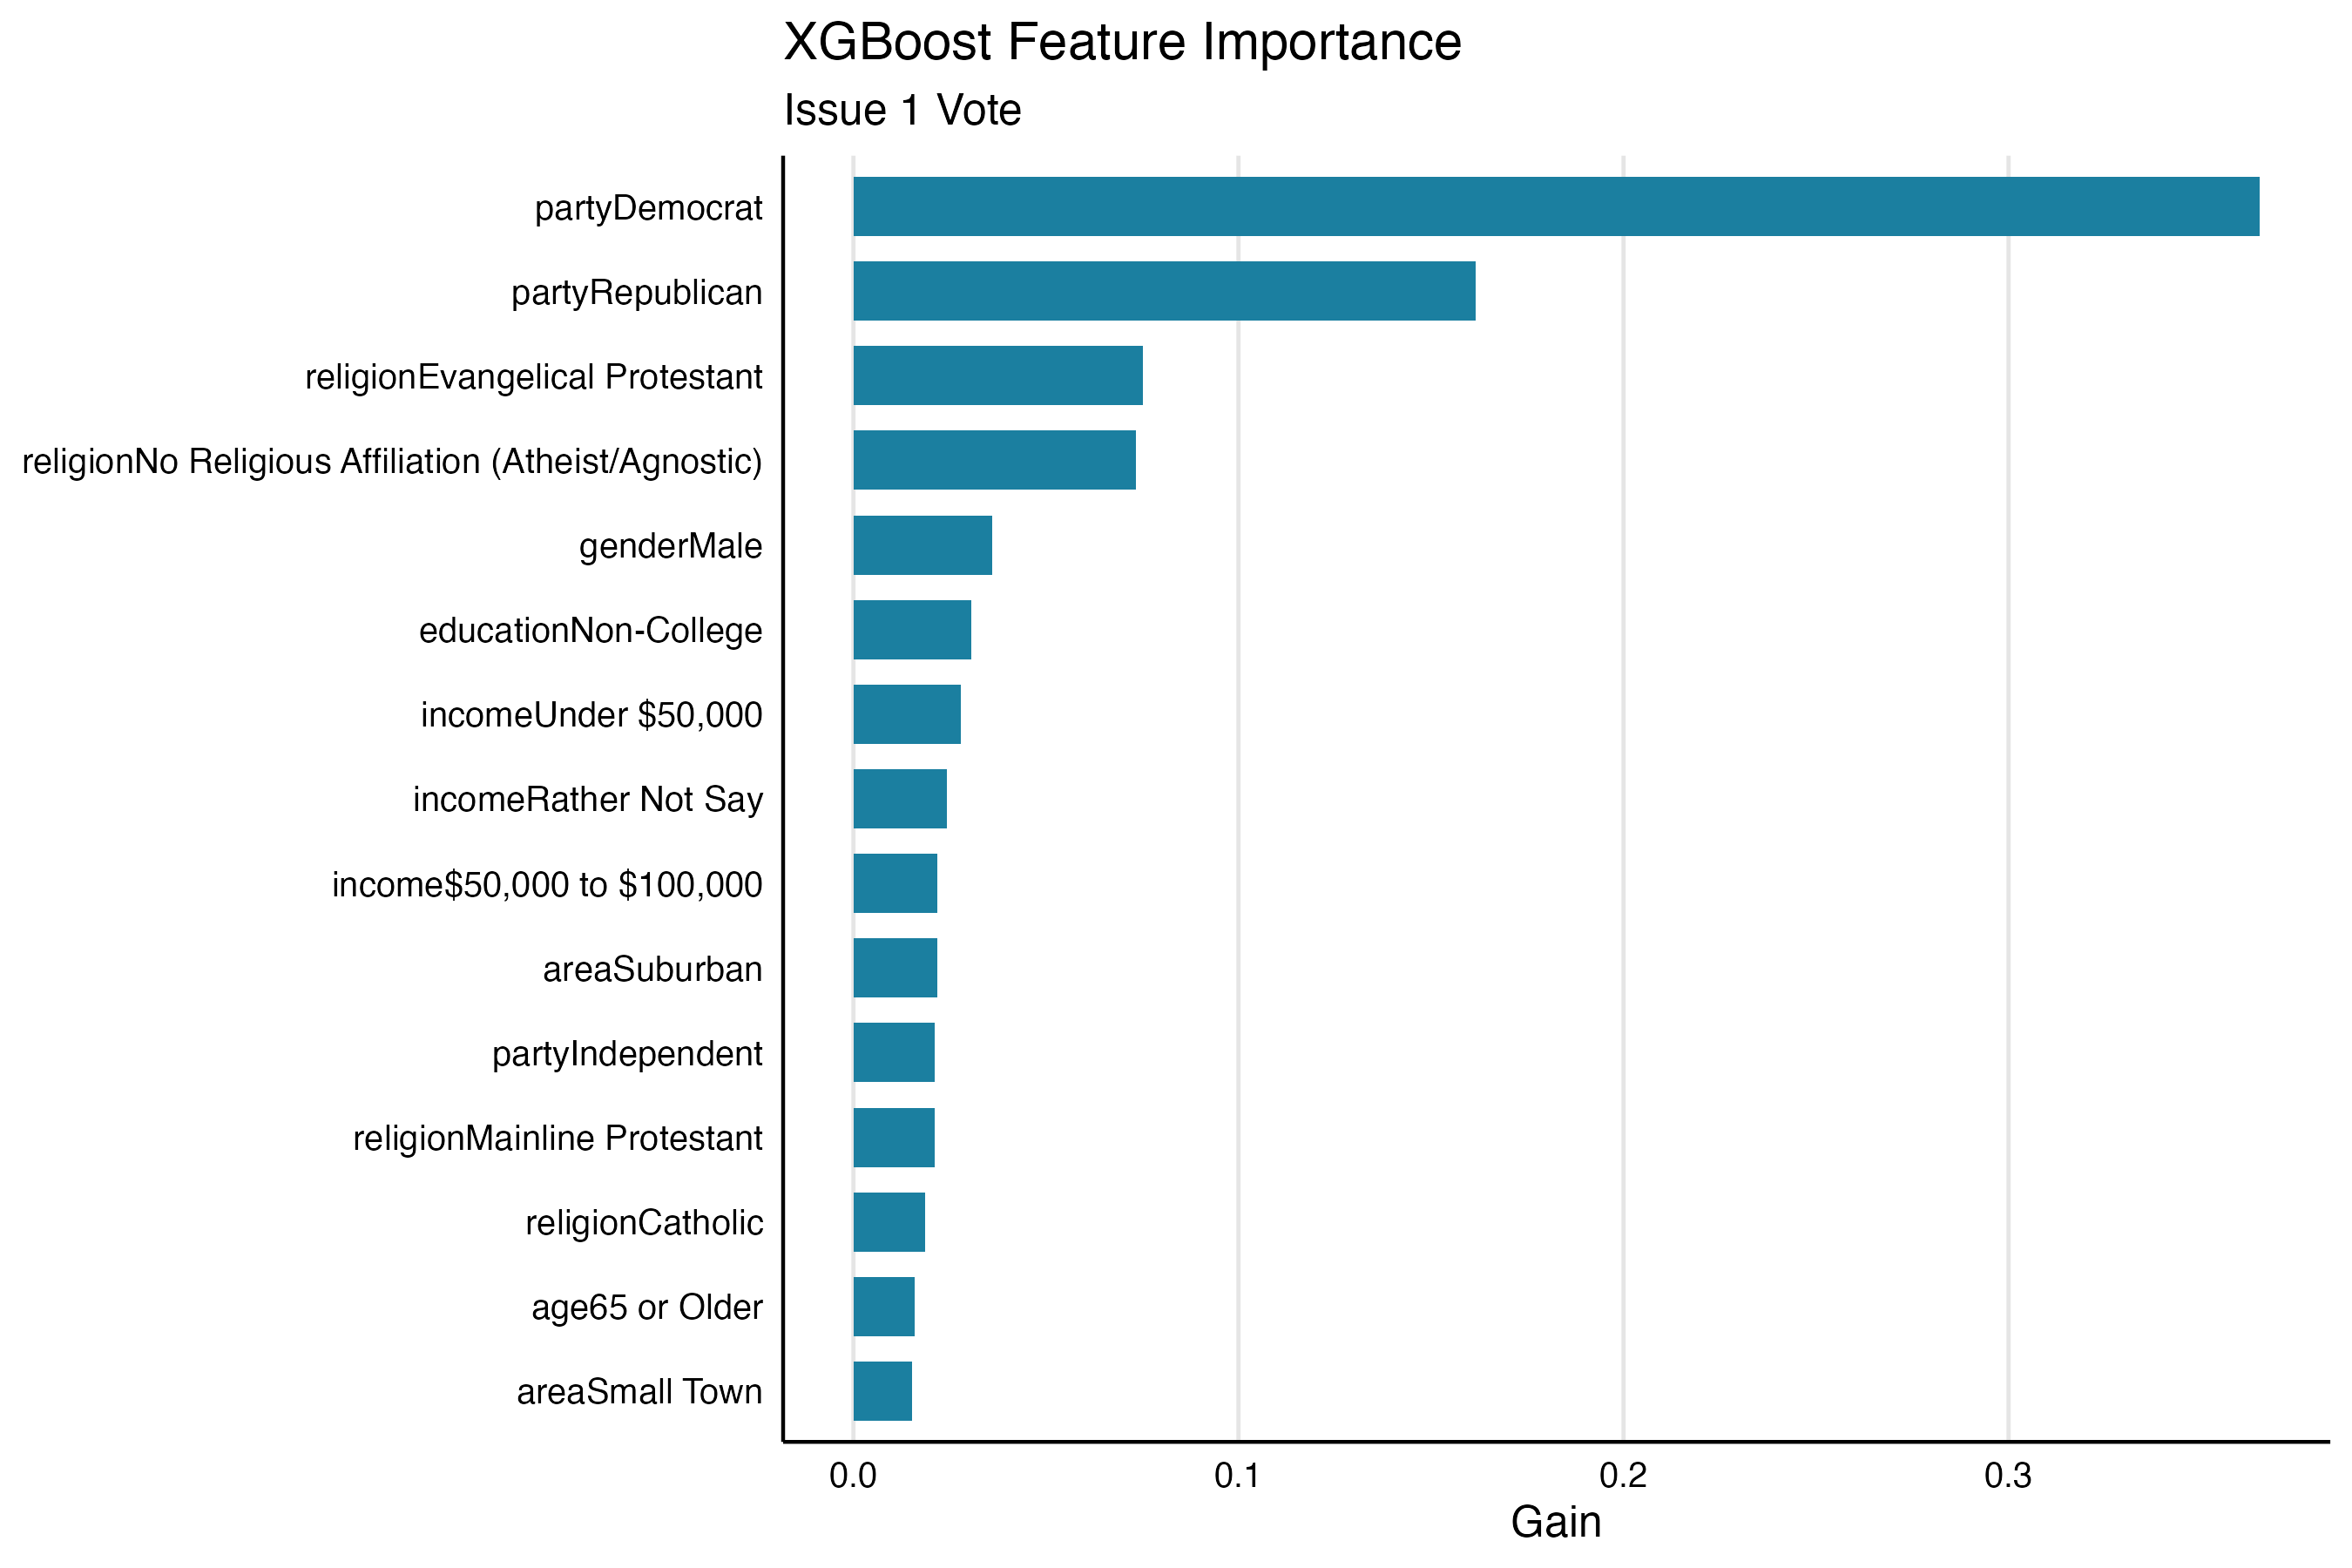 XGBoost Feature Importance
Issue 1 Vote
partyDemocrat
partyRepublican
religionEvangelical Protestant
religionNo Religious Affiliation (Atheist/Agnostic)
genderMale
educationNon-College
incomeUnder $50,000
incomeRather Not Say
income$50,000 to $100,000
areaSuburban
partyIndependent
religionMainline Protestant
religionCatholic
age65 or Older
areaSmall Town
0.0 0.1 0.2 0.3
Gain